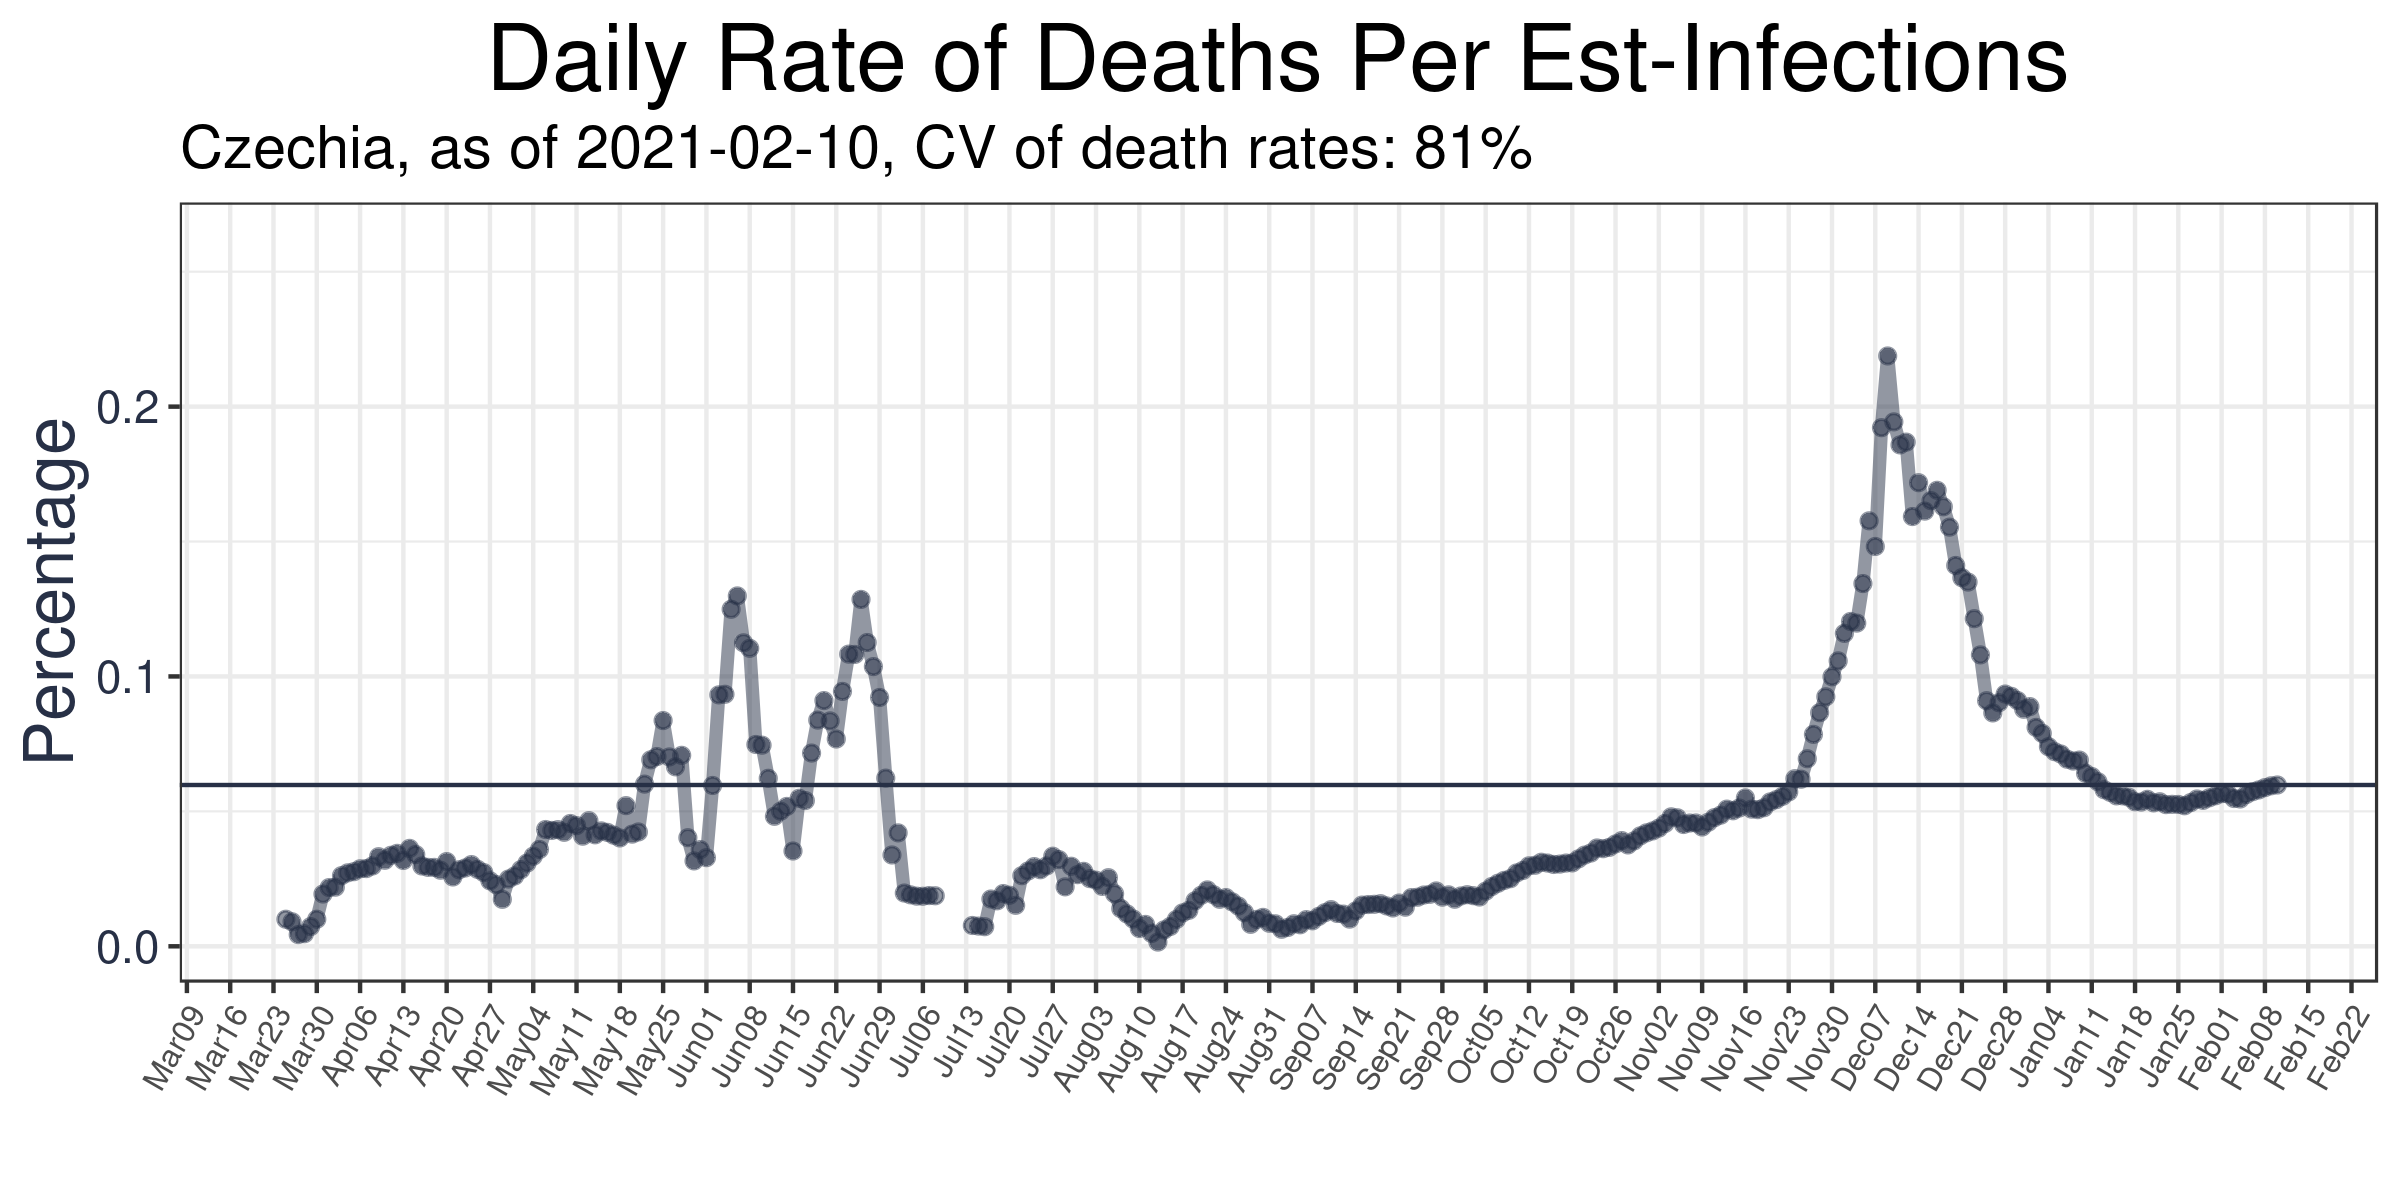 Daily Rate of Deaths Per Est-Infections
Czechia, as of 2021-02-10, CV of death rates: 81%
Percentage
0.2
0.1
0.0
Mar09
Mar16
Mar23
Mar30
Apr06
Apr13
Apr20
Apr27
May04
May11
May18
May25
Jun01
Jun08
Jun15
Jun22
Jun29
Jul06
Jul13
Jul20
Jul27
Aug03
Aug10
Aug17
Aug24
Aug31
Sep07
Sep14
Sep21
Sep28
Oct05
Oct12
Oct19
Oct26
Nov02
Nov09
Nov16
Nov23
Nov30
Dec07
Dec14
Dec21
Dec28
Jan04
Jan11
Jan18
Jan25
Feb01
Feb08
Feb15
Feb22